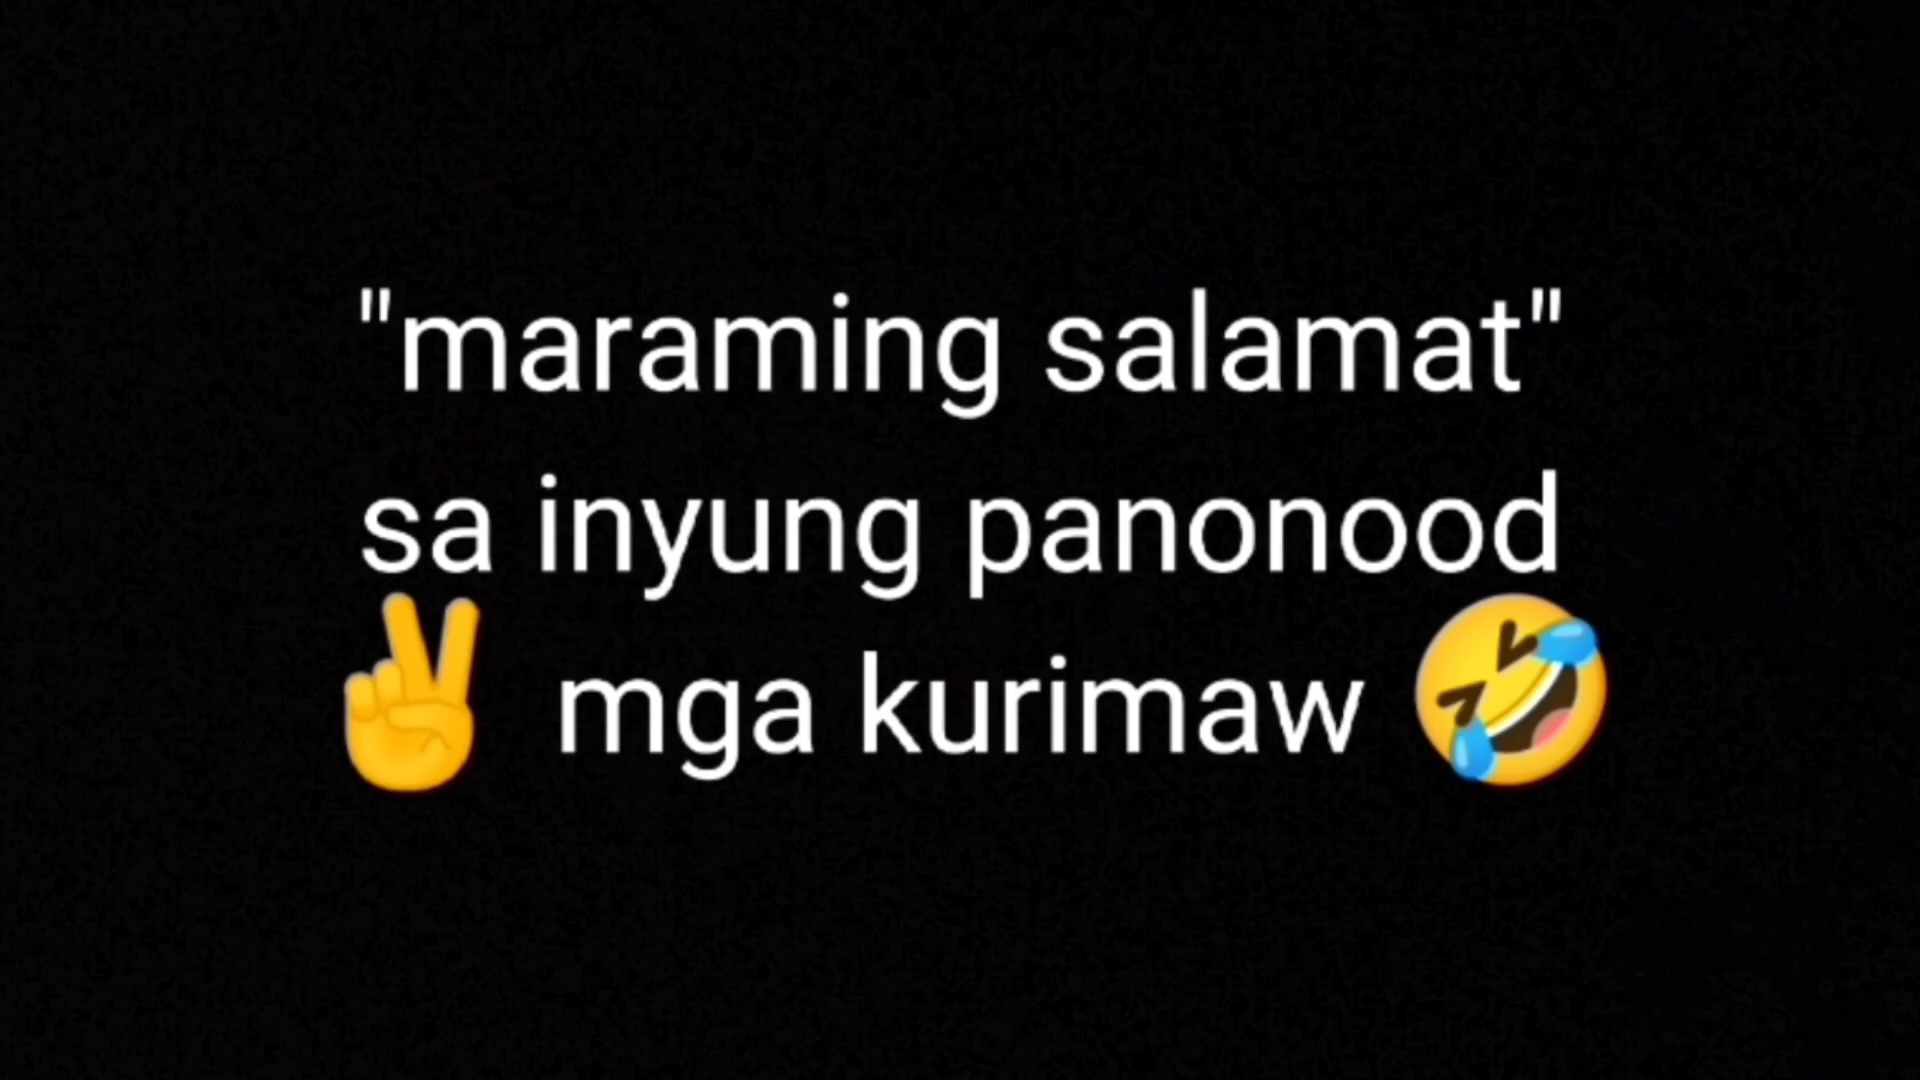 "maraming salamat"
sa inyung panonood
✌️ mga kurimaw 🤣